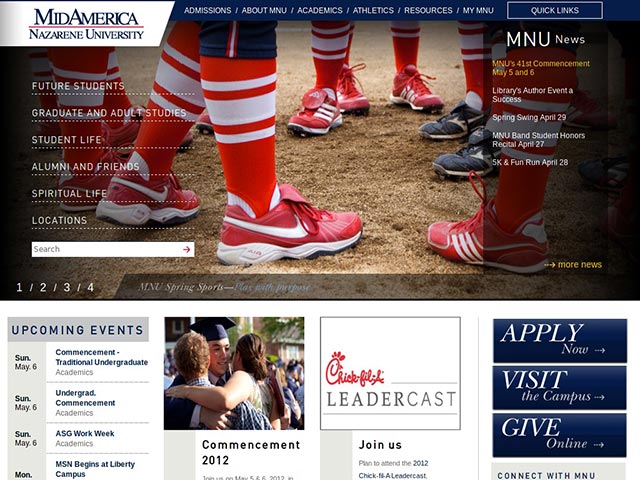 MIDAMERICA
NAZARENE UNIVERSITY
ADMISSIONS / ABOUT MNU / ACADEMICS / ATHLETICS / RESOURCES / MY MNU
QUICK LINKS
FUTURE STUDENTS
GRADUATE AND ADULT STUDIES
STUDENT LIFE
ALUMNI AND FRIENDS
SPIRITUAL LIFE
LOCATIONS
Search
MNU News
MNU's 41st Commencement
May 5 and 6
Library's Author Event a
Success
Spring Swing April 29
MNU Band Student Honors
Recital April 27
5K & Fun Run April 28
more news
1 / 2 / 3 / 4
MNU Spring Sports—Play with purpose
UPCOMING EVENTS
Sun.
May. 6
Commencement -
Traditional Undergraduate
Academics
Sun.
May. 6
Undergrad.
Commencement
Academics
Sun.
May. 6
ASG Work Week
Academics
Mon.
MSN Begins at Liberty
Campus
Commencement
2012
Join us on May 5 & 6, 2012, in
Chick-fil-A
LEADERCAST
Join us
Plan to attend the 2012
Chick-fil-A Leadercast,
APPLY
Now
VISIT
the Campus
GIVE
Online
CONNECT WITH MNU